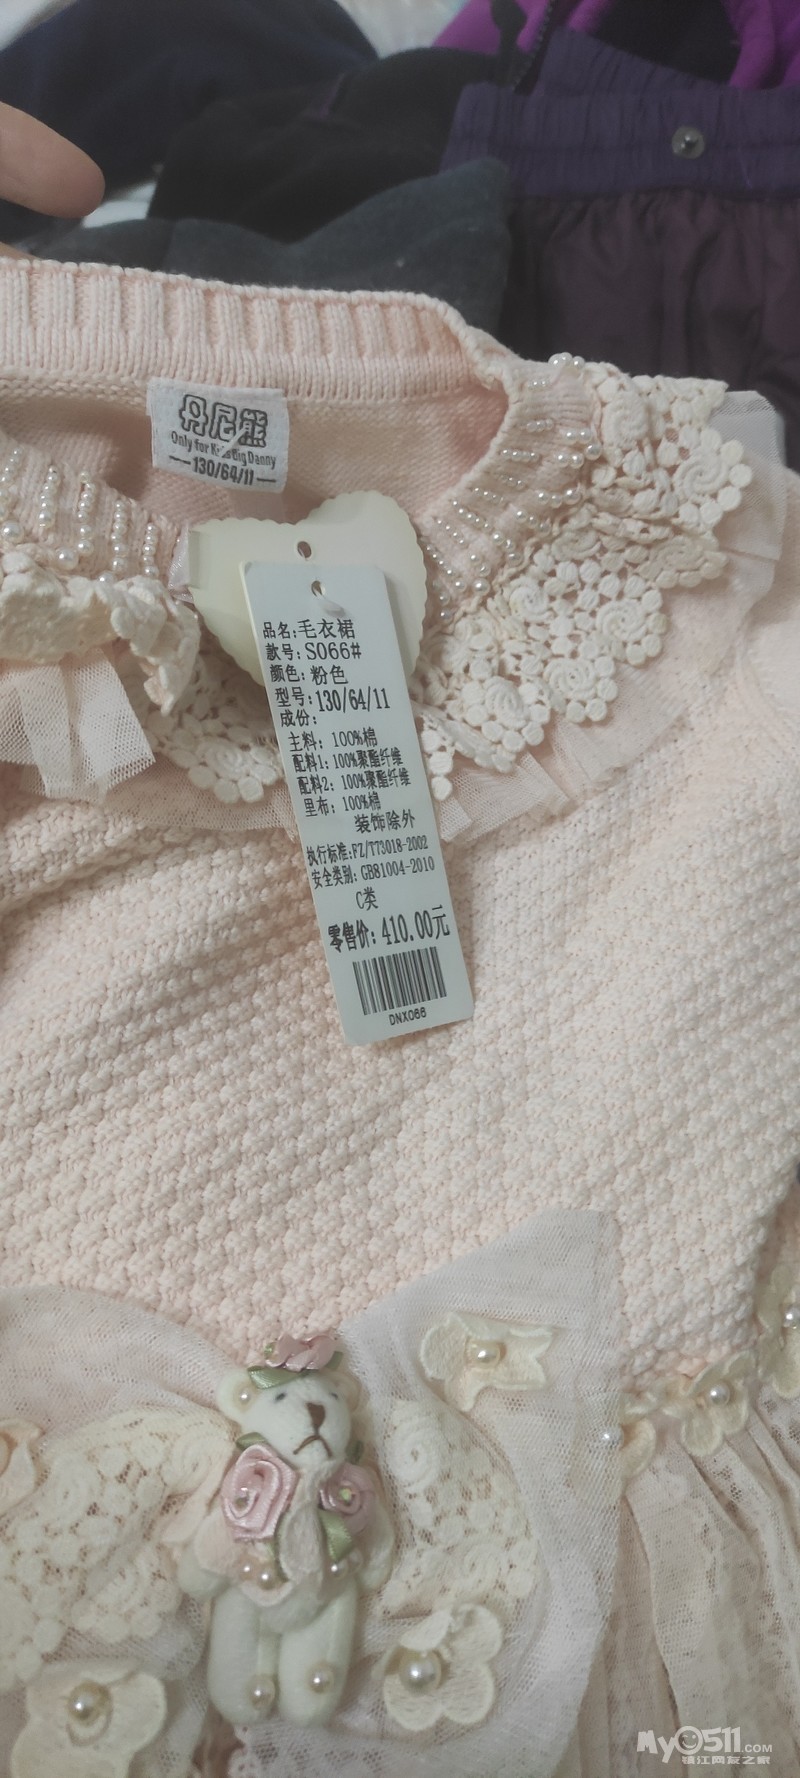 丹尼熊
Only for Kids Big Danny
130/64/11
品名:毛衣裙
款号:S066#
颜色:粉色
型号:130/64/11
成份:
主料: 100%棉
配料1: 100%聚酯纤维
配料2: 100%聚酯纤维
里布: 100%棉
装饰除外
执行标准:FZ/T73018-2002
安全类别: GB81004-2010
C类
零售价: 410.00元
DNX066
My0511.COM
镇江网友之家